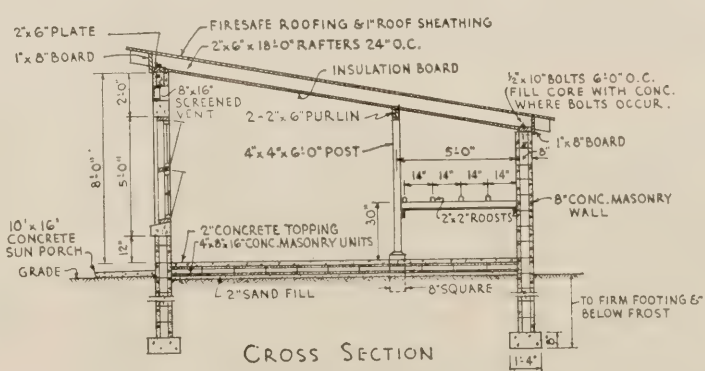 FIRESAFE ROOFING & 1" ROOF SHEATHING
2"x 6" PLATE
2"x 6" x 18'-0" RAFTERS 24" O.C.
1"x 8" BOARD
INSULATION BOARD
½"x 10" BOLTS 6'-0" O.C.
FILL CORE WITH CONC.
WHERE BOLTS OCCUR.
8"x16"
SCREENED
VENT
2'-0"
2-2"x 6" PURLIN
1"x 8" BOARD
8"
5'-0"
4"x 4"x 6'-0" POST
14" 14" 14" 14"
8'-0"
5'-0"
2"x 2" ROOSTS
8" CONC. MASONRY
WALL
30"
10' x 16'
CONCRETE
SUN PORCH
12"
2" CONCRETE TOPPING
4"x8"x16" CONC. MASONRY UNITS
GRADE
2" SAND FILL
8" SQUARE
TO FIRM FOOTING &
BELOW FROST
8"
1'-4"
CROSS SECTION